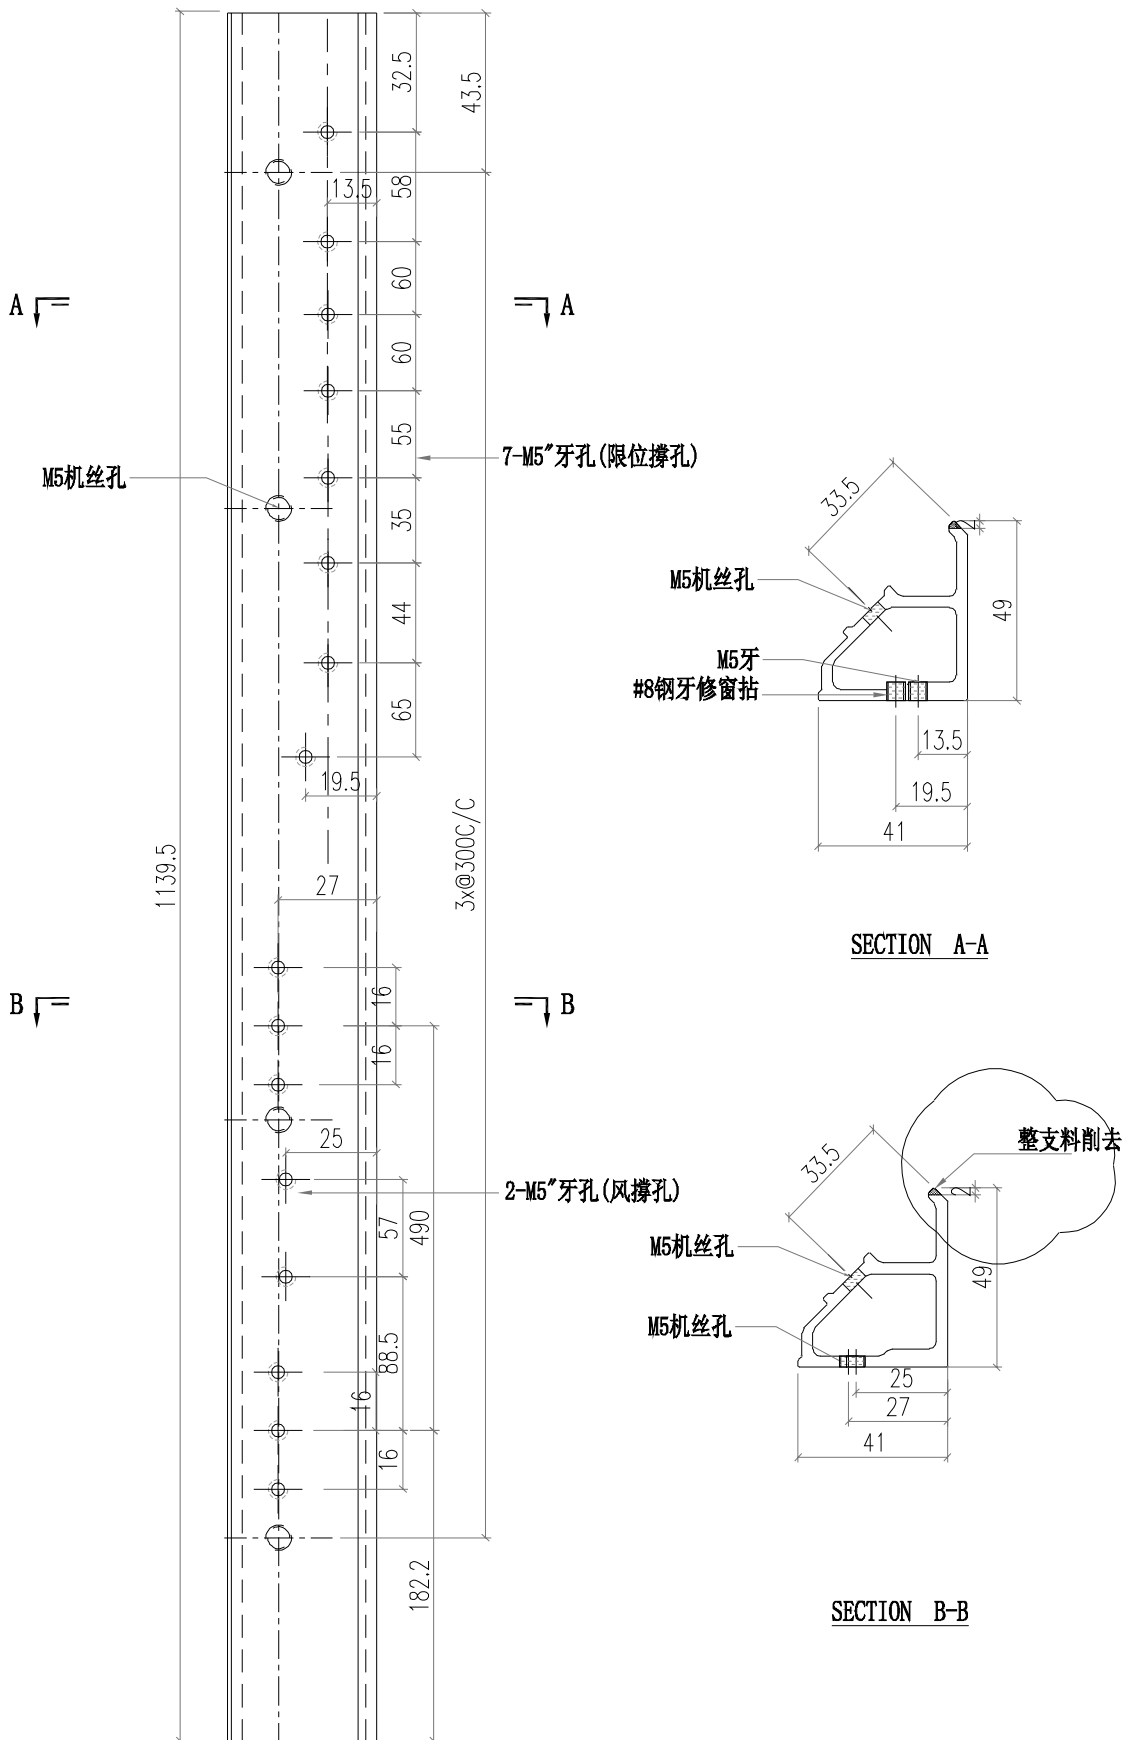 32.5
43.5
13.5
58
60
A
A
60
55
7-M5"牙孔(限位撑孔)
M5机丝孔
35
44
65
19.5
3x@300C/C
1139.5
27
B
B
16
16
25
2-M5"牙孔(风撑孔)
57
490
88.5
16
16
182.2
33.5
2
M5机丝孔
49
M5牙
#8钢牙修窗拈
13.5
19.5
41
SECTION A-A
整支料削去
33.5
2
M5机丝孔
49
M5机丝孔
25
27
41
SECTION B-B